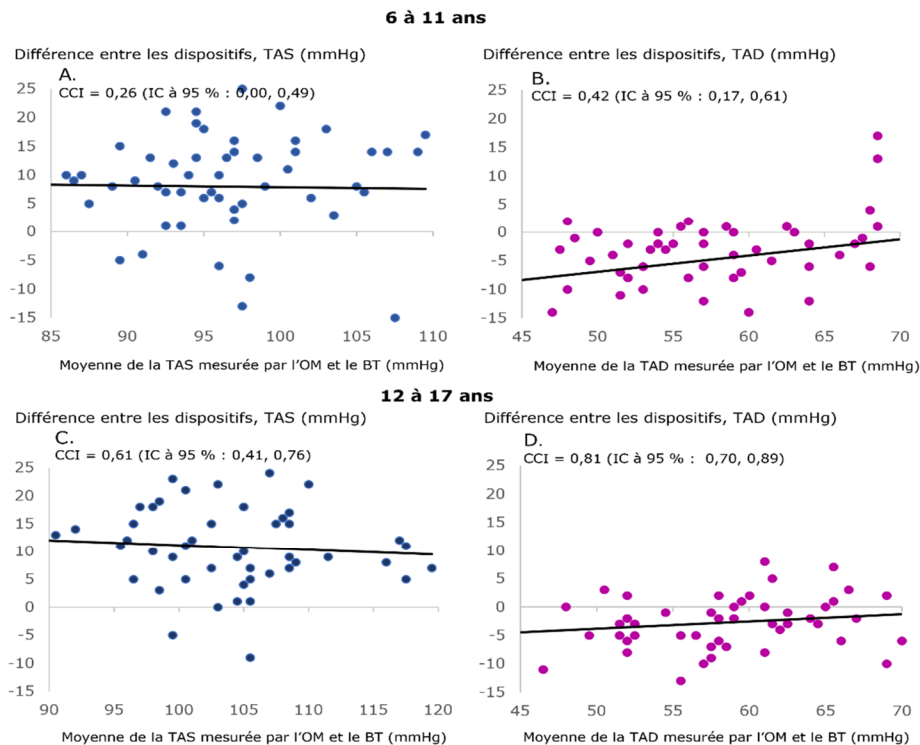 6 à 11 ans
Différence entre les dispositifs, TAS (mmHg)
A.
CCI = 0,26 (IC à 95 % : 0,00, 0,49)
25
20
15
10
5
0
-5
-10
-15
85 90 95 100 105 110
Moyenne de la TAS mesurée par l'OM et le BT (mmHg)
Différence entre les dispositifs, TAD (mmHg)
B.
CCI = 0,42 (IC à 95 % : 0,17, 0,61)
25
20
15
10
5
0
-5
-10
-15
45 50 55 60 65 70
Moyenne de la TAD mesurée par l'OM et le BT (mmHg)
12 à 17 ans
Différence entre les dispositifs, TAS (mmHg)
C.
CCI = 0,61 (IC à 95 % : 0,41, 0,76)
25
20
15
10
5
0
-5
-10
-15
90 95 100 105 110 115 120
Moyenne de la TAS mesurée par l'OM et le BT (mmHg)
Différence entre les dispositifs, TAD (mmHg)
D.
CCI = 0,81 (IC à 95 % : 0,70, 0,89)
25
20
15
10
5
0
-5
-10
-15
45 50 55 60 65 70
Moyenne de la TAD mesurée par l'OM et le BT (mmHg)